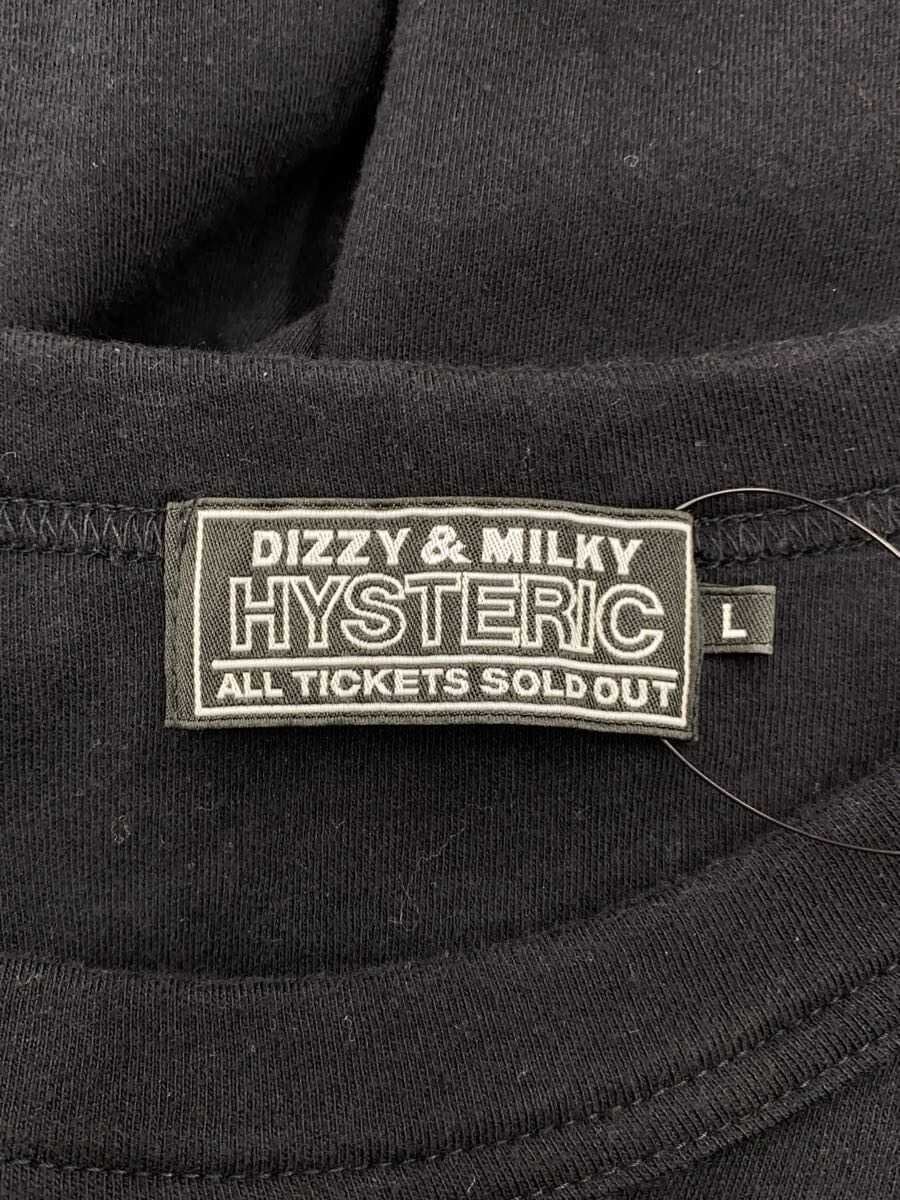 DIZZY & MILKY
HYSTERIC
ALL TICKETS SOLD OUT
L